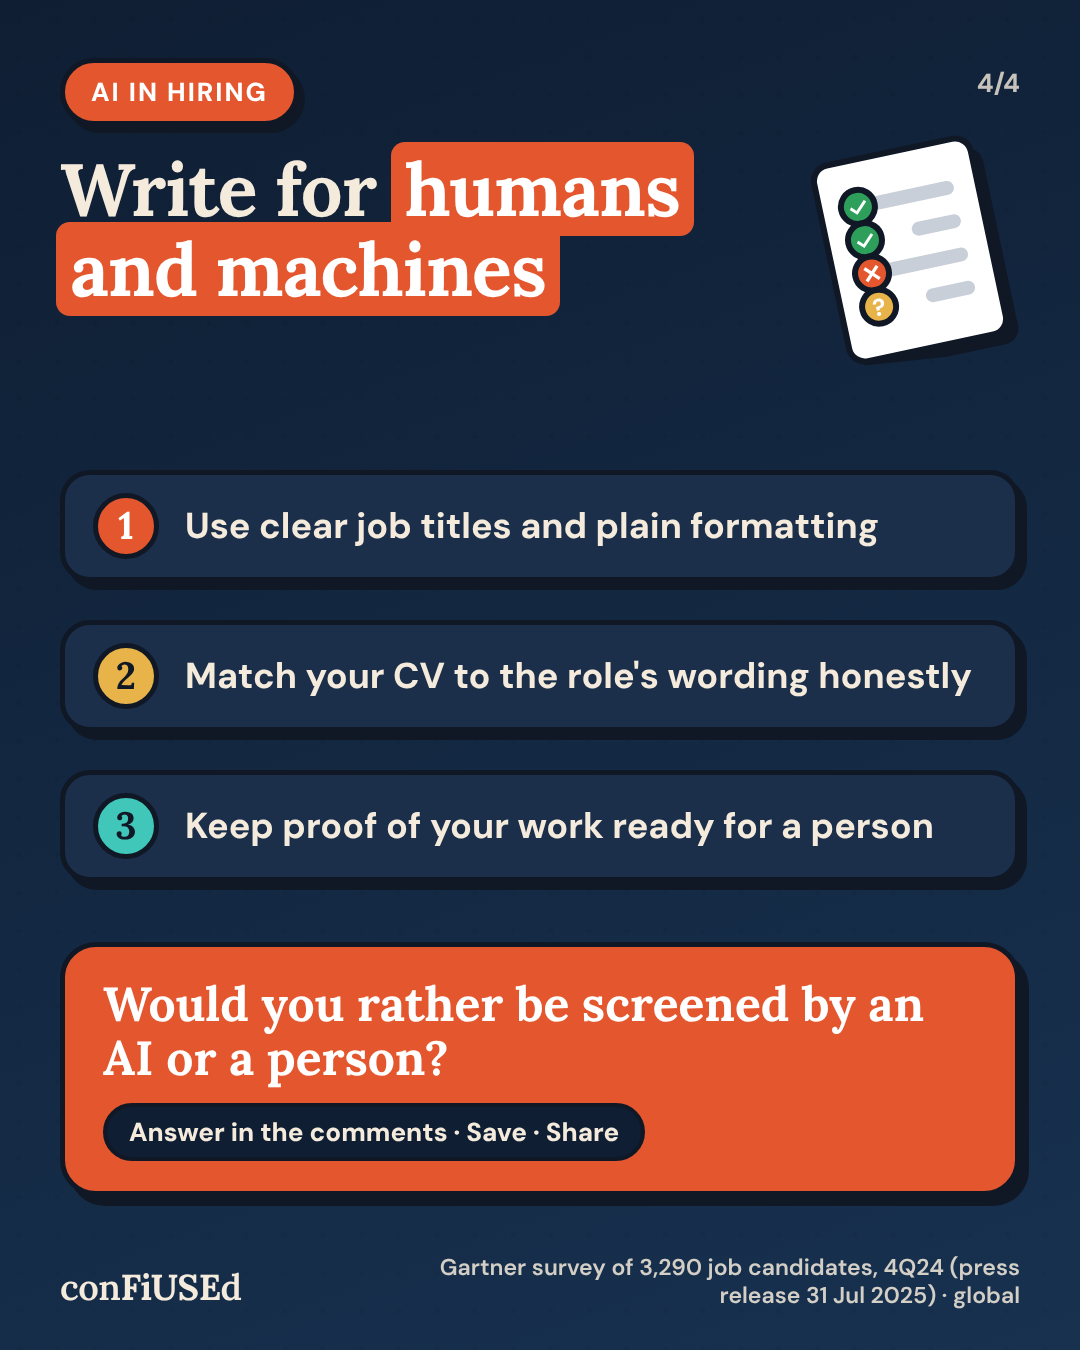 AI IN HIRING
4/4
Write for humans
and machines
?
1
Use clear job titles and plain formatting
2
Match your CV to the role's wording honestly
3
Keep proof of your work ready for a person
Would you rather be screened by an
AI or a person?
Answer in the comments · Save · Share
conFiUSEd
Gartner survey of 3,290 job candidates, 4Q24 (press
release 31 Jul 2025) · global